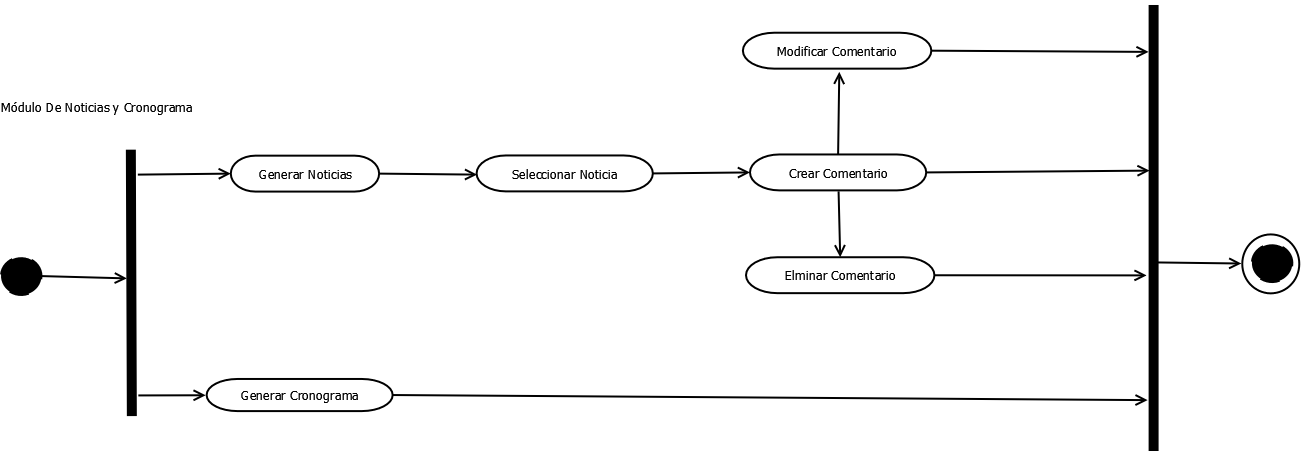 Módulo De Noticias y Cronograma
Modificar Comentario
Generar Noticias
Seleccionar Noticia
Crear Comentario
Elminar Comentario
Generar Cronograma